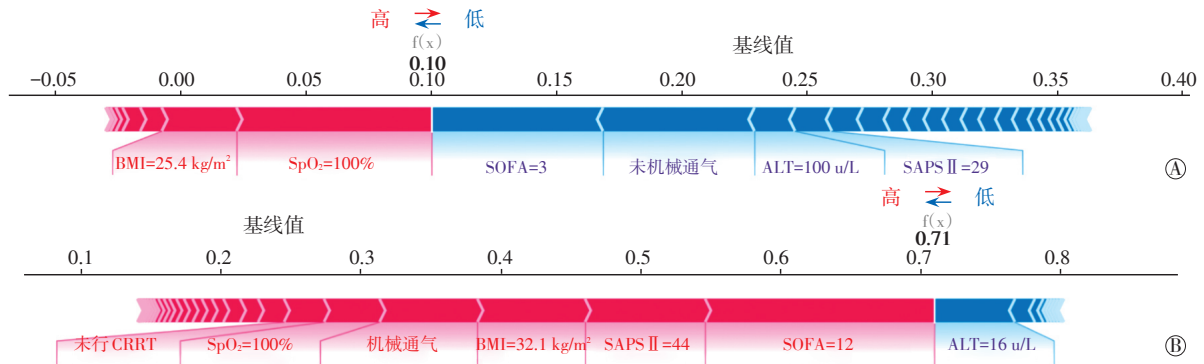 高 低
f(x)
0.10
基线值
−0.05 0.00 0.05 0.10 0.15 0.20 0.25 0.30 0.35 0.40
BMI=25.4 kg/m² SpO₂=100% SOFA=3 未机械通气 ALT=100 u/L SAPSⅡ=29
Ⓐ
高 低
f(x)
0.71
基线值
0.1 0.2 0.3 0.4 0.5 0.6 0.7 0.8
未行CRRT SpO₂=100% 机械通气 BMI=32.1 kg/m² SAPSⅡ=44 SOFA=12 ALT=16 u/L
Ⓑ